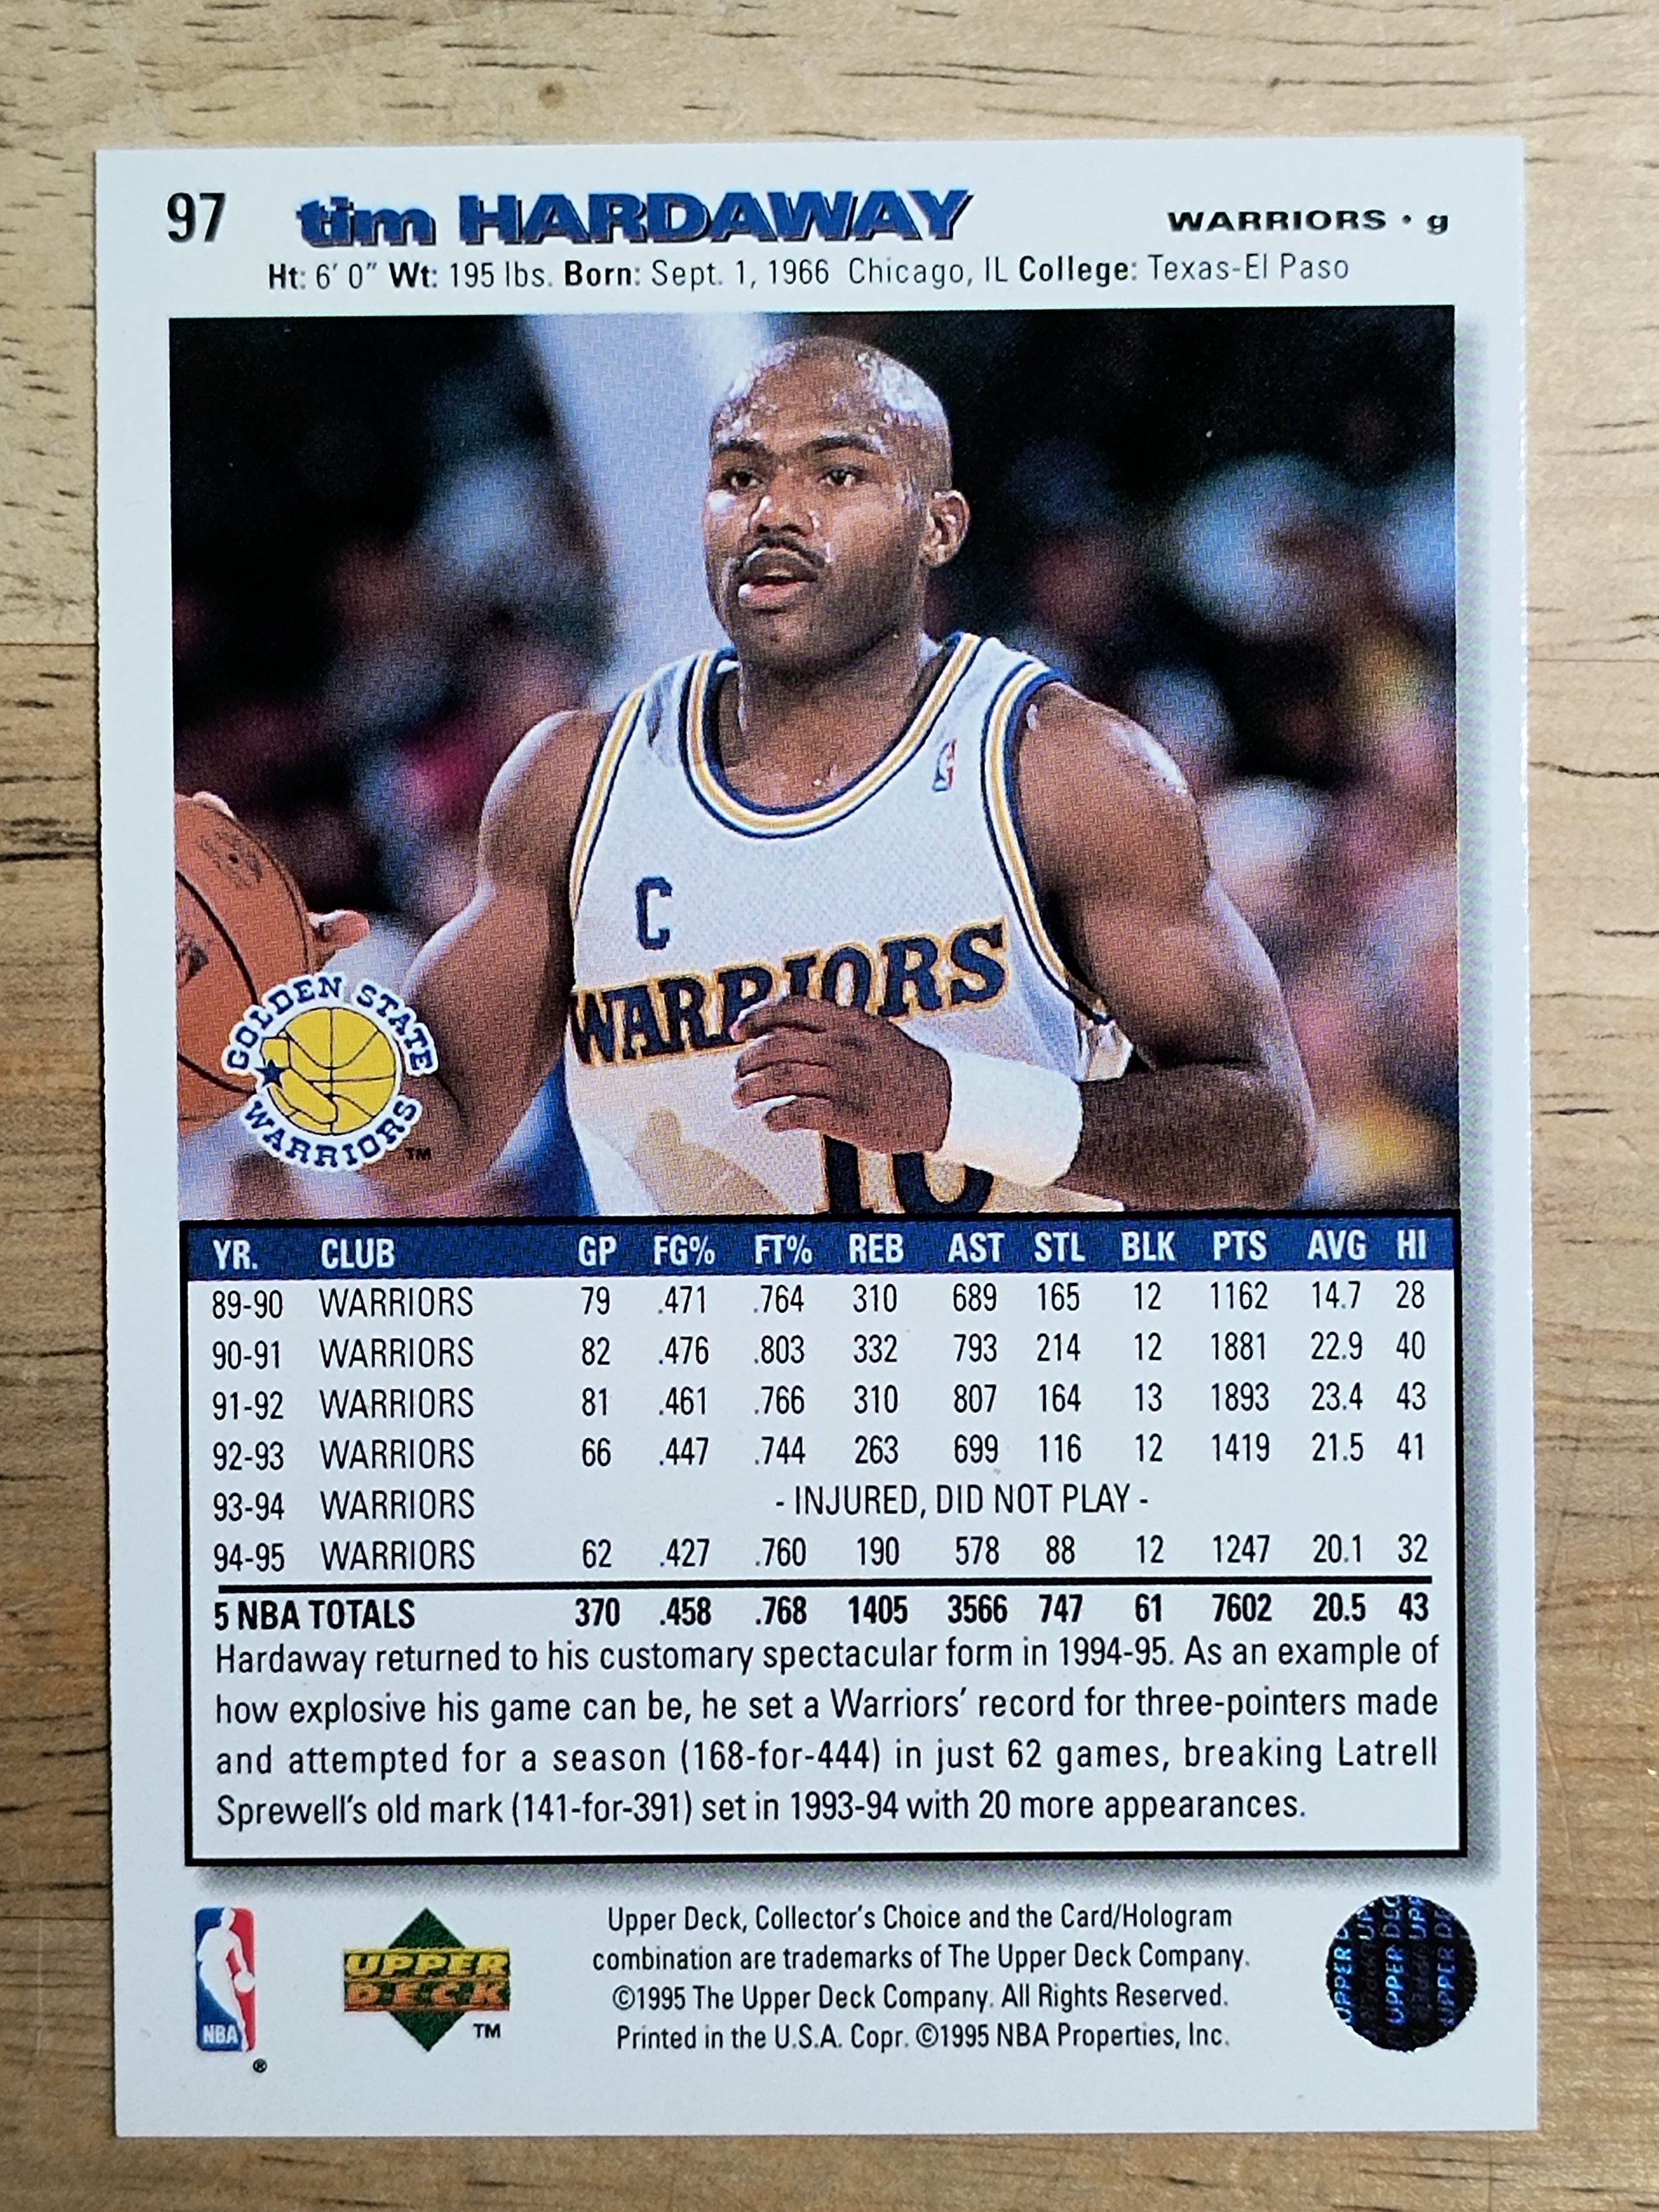 97 tim HARDAWAY WARRIORS • g
Ht: 6' 0" Wt: 195 lbs. Born: Sept. 1, 1966 Chicago, IL College: Texas-El Paso
C
WARRIORS
10
GOLDEN STATE
WARRIORS
TM
YR. CLUB GP FG% FT% REB AST STL BLK PTS AVG HI
89-90 WARRIORS 79 .471 .764 310 689 165 12 1162 14.7 28
90-91 WARRIORS 82 .476 .803 332 793 214 12 1881 22.9 40
91-92 WARRIORS 81 .461 .766 310 807 164 13 1893 23.4 43
92-93 WARRIORS 66 .447 .744 263 699 116 12 1419 21.5 41
93-94 WARRIORS - INJURED, DID NOT PLAY -
94-95 WARRIORS 62 .427 .760 190 578 88 12 1247 20.1 32
5 NBA TOTALS 370 .458 .768 1405 3566 747 61 7602 20.5 43
Hardaway returned to his customary spectacular form in 1994-95. As an example of
how explosive his game can be, he set a Warriors' record for three-pointers made
and attempted for a season (168-for-444) in just 62 games, breaking Latrell
Sprewell's old mark (141-for-391) set in 1993-94 with 20 more appearances.
NBA
®
UPPER
DECK
TM
Upper Deck, Collector's Choice and the Card/Hologram
combination are trademarks of The Upper Deck Company.
©1995 The Upper Deck Company. All Rights Reserved.
Printed in the U.S.A. Copr. ©1995 NBA Properties, Inc.
UPPER DECK